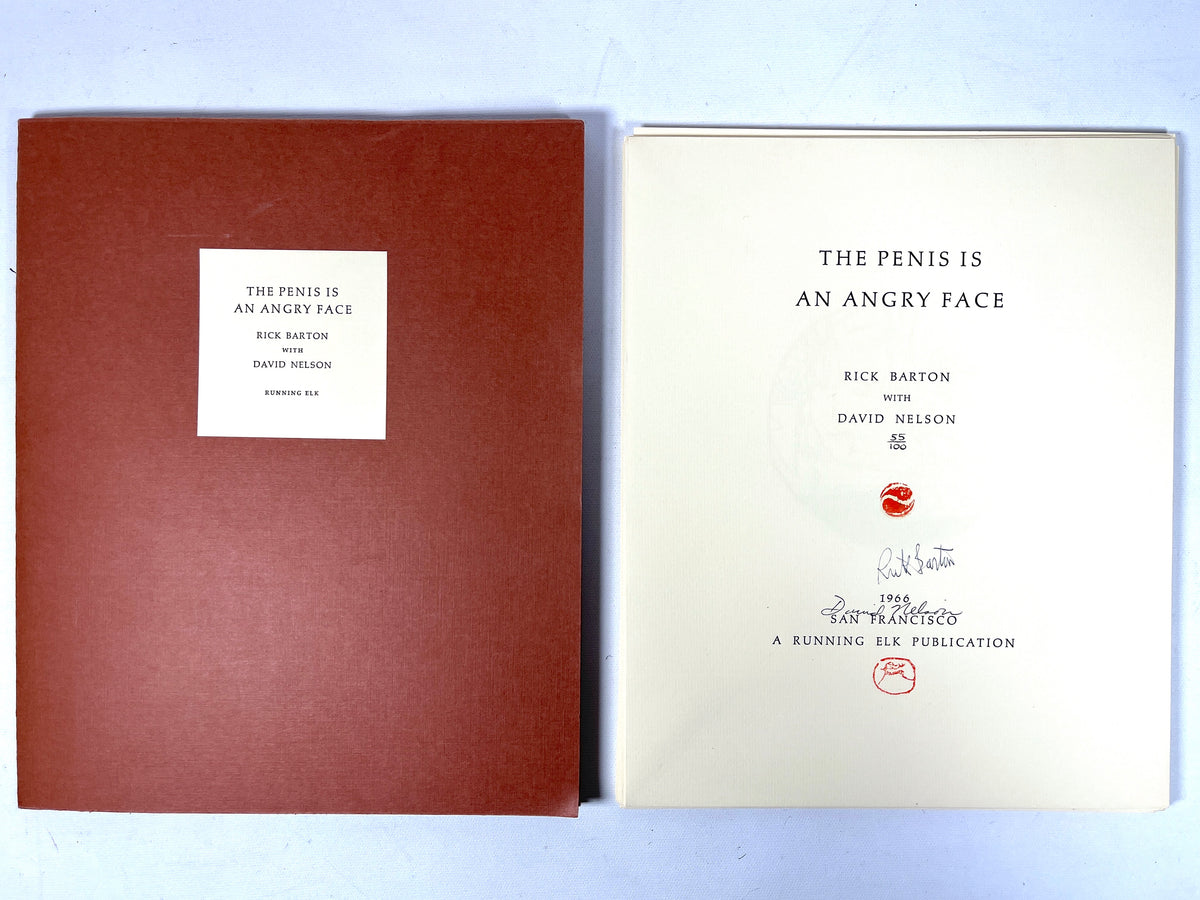 THE PENIS IS
AN ANGRY FACE
RICK BARTON
WITH
DAVID NELSON
RUNNING ELK
THE PENIS IS
AN ANGRY FACE
RICK BARTON
WITH
DAVID NELSON
55
100
Rick Barton
1966
David Nelson
SAN FRANCISCO
A RUNNING ELK PUBLICATION